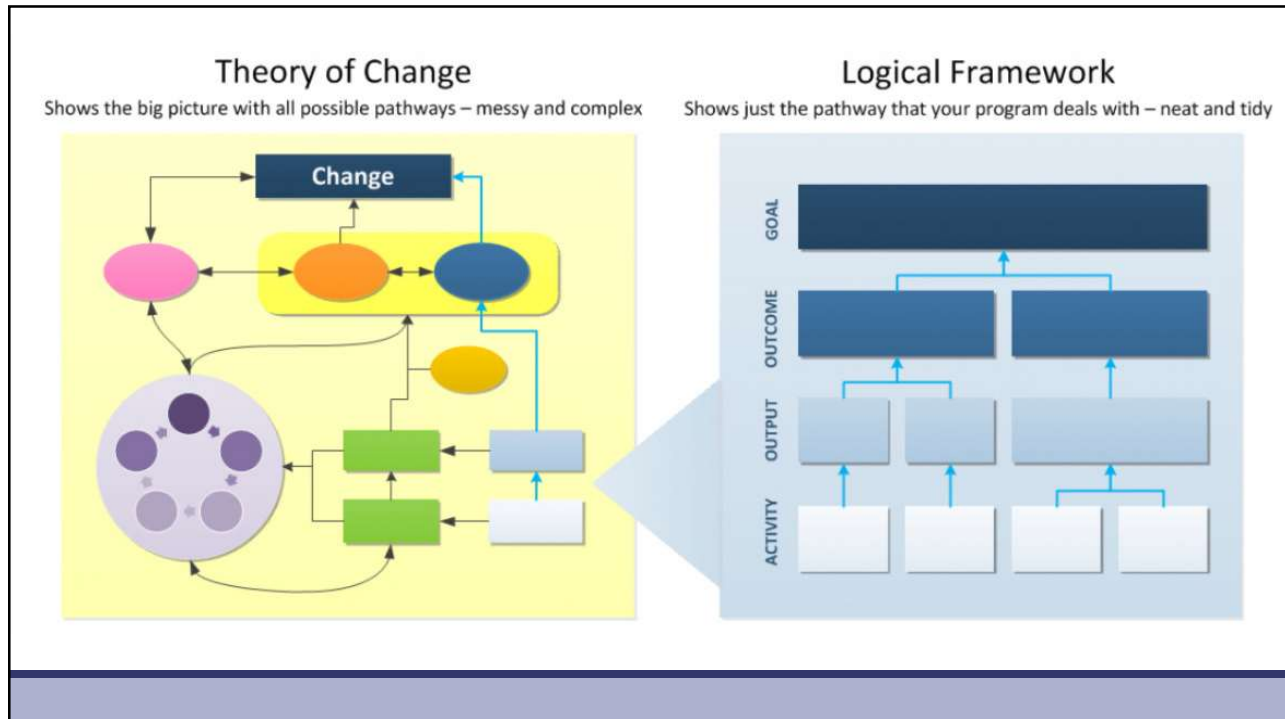 Theory of Change
Shows the big picture with all possible pathways – messy and complex
Change
Logical Framework
Shows just the pathway that your program deals with – neat and tidy
GOAL
OUTCOME
OUTPUT
ACTIVITY